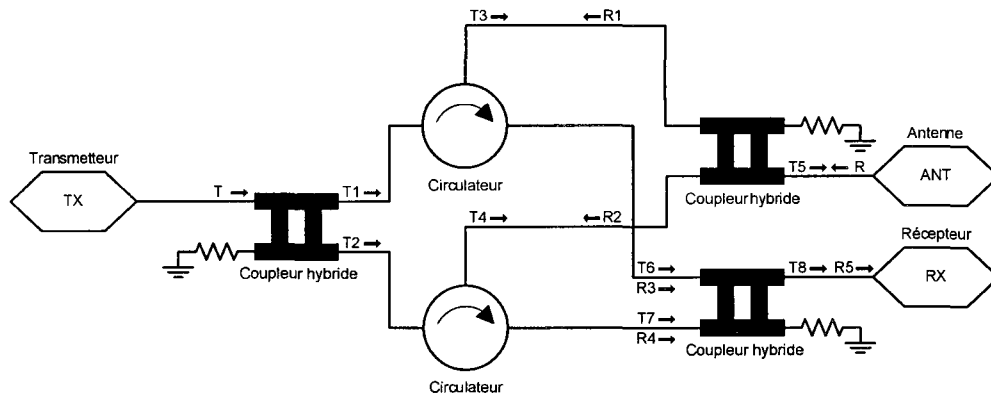 T3
R1
Transmetteur
TX
T
T1
Circulateur
T4
R2
Coupleur hybride
T5
R
Antenne
ANT
T2
Coupleur hybride
T6
R3
T8
R5
Récepteur
RX
T7
R4
Coupleur hybride
Circulateur